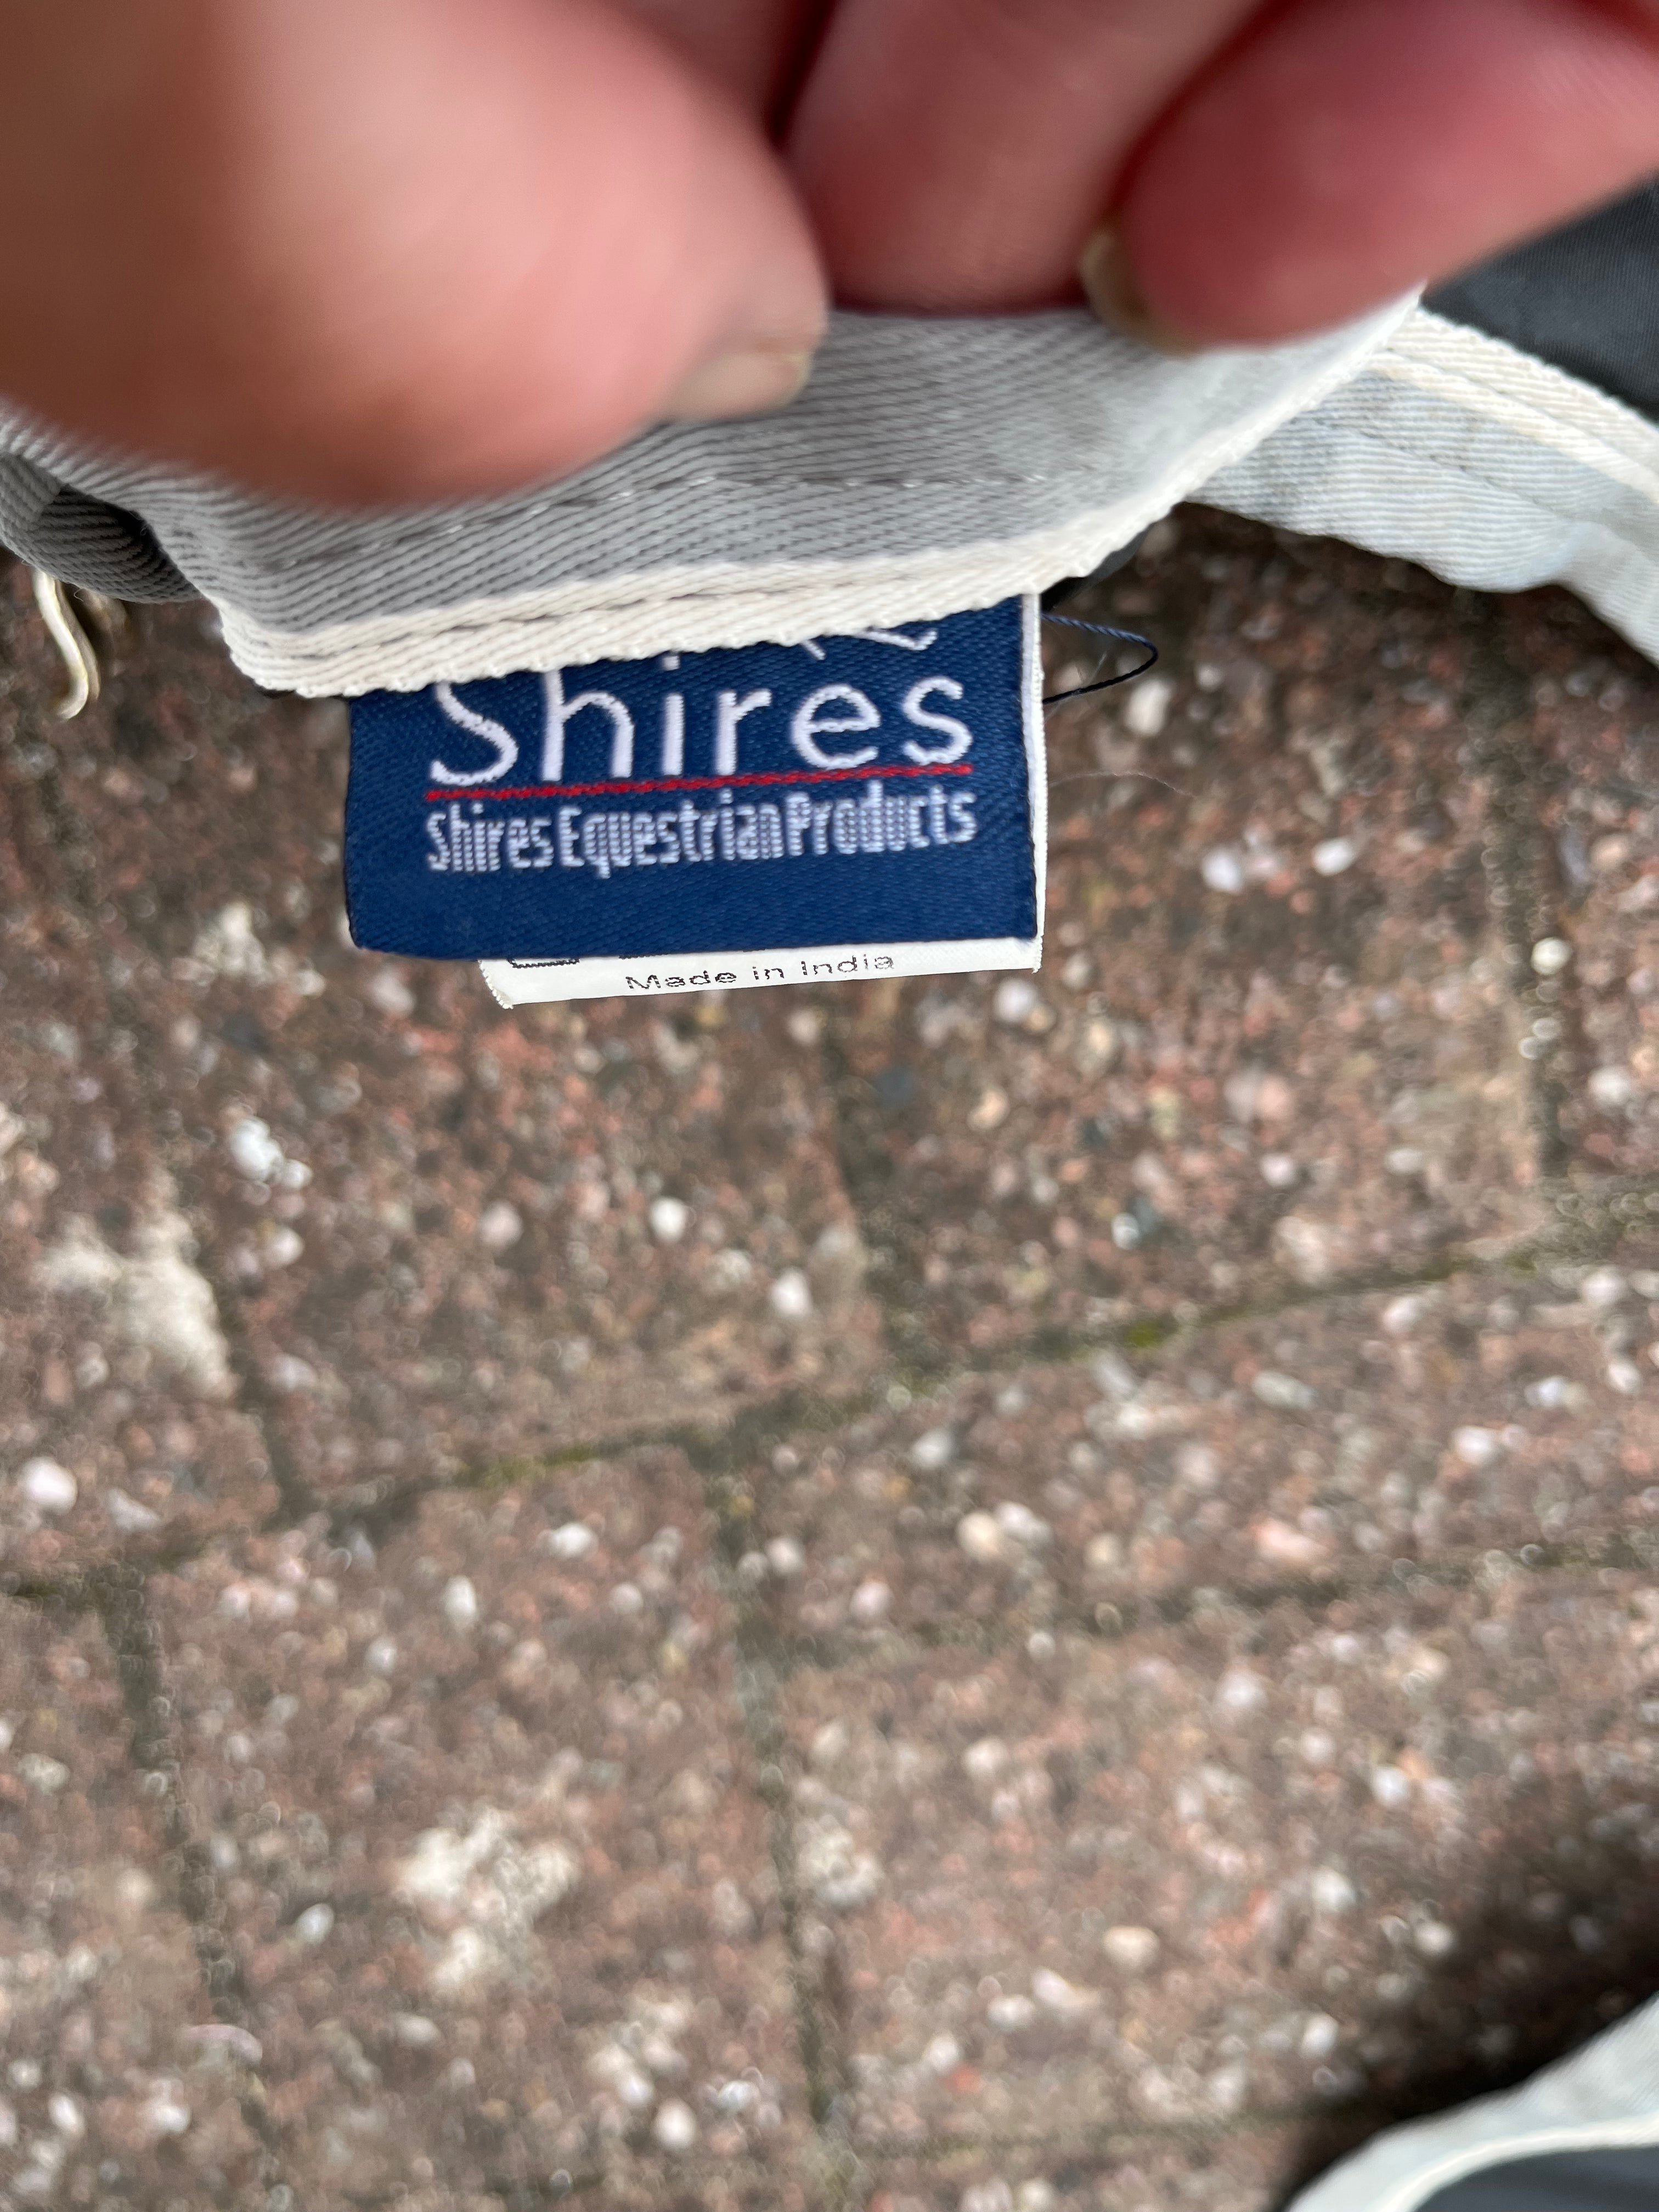 Shires
Shires Equestrian Products
Made in India